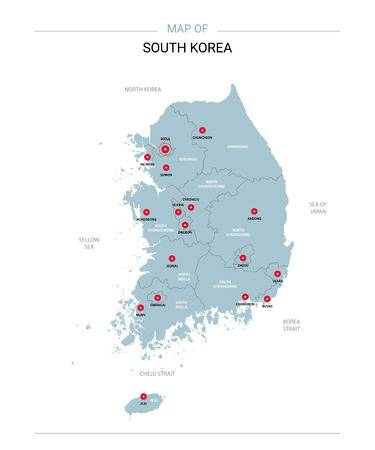 MAP OF
SOUTH KOREA
NORTH KOREA
CHUNCHEON
SEOUL
GANGWONG
INCHEON
GYEONGGI
SUWON
NORTH
CHUNGCHEONG
CHEONGJU
SEJONG
HONGSEONG
ANDONG
SEA OF
JAPAN
DAEJEON
SOUTH
CHUNGCHEONG
NORTH
GYEONGSANG
YELLOW
SEA
JEONJU
DAEGU
NORTH
JEOLLA
ULSAN
SOUTH
GYEONGSANG
GWANGJU
SOUTH
JEOLLA
CHANGWON
BUSAN
MUAN
KOREA
STRAIT
CHEJU STRAIT
JEJU